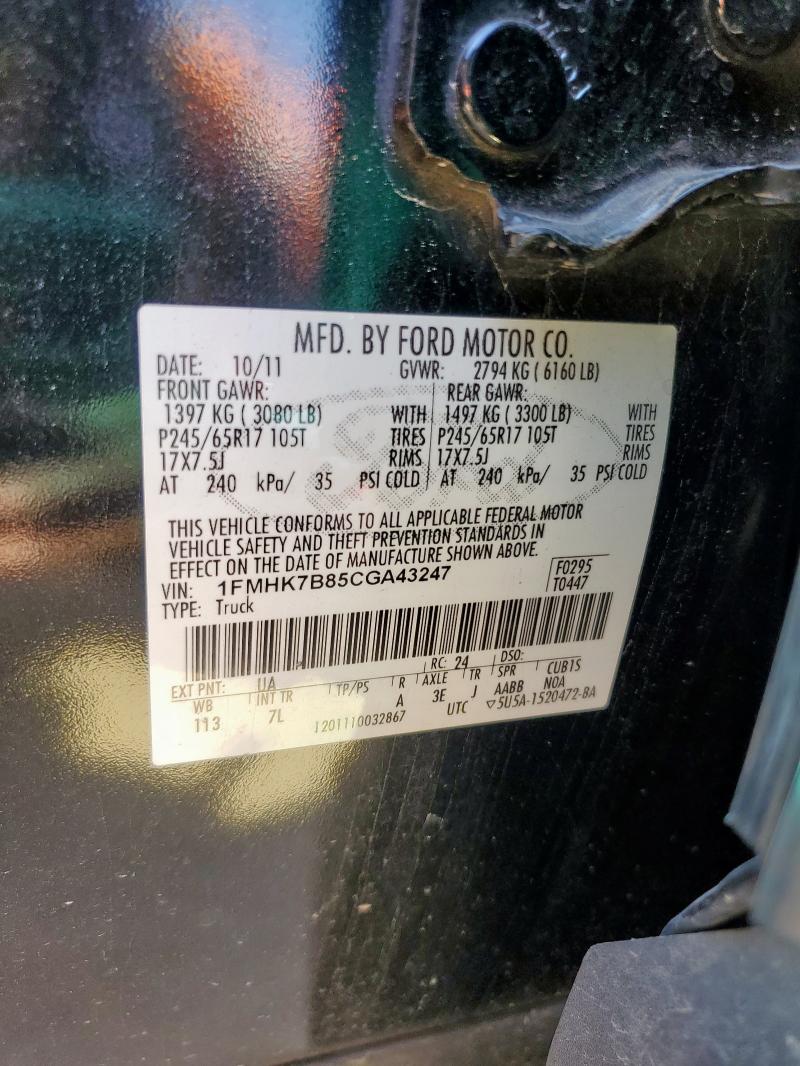 MFD. BY FORD MOTOR CO.
DATE: 10/11 GVWR: 2794 KG ( 6160 LB)
FRONT GAWR: REAR GAWR:
1397 KG ( 3080 LB) WITH 1497 KG (3300 LB) WITH
P245/65R17 105T TIRES P245/65R17 105T TIRES
17X7.5J RIMS 17X7.5J RIMS
AT 240 kPa/ 35 PSI COLD AT 240 kPa/ 35 PSI COLD
THIS VEHICLE CONFORMS TO ALL APPLICABLE FEDERAL MOTOR
VEHICLE SAFETY AND THEFT PREVENTION STANDARDS IN
EFFECT ON THE DATE OF MANUFACTURE SHOWN ABOVE.
VIN: 1FMHK7B85CGA43247 F0295
TYPE: Truck T0447
RC: 24 DSO:
EXT PNT: UA
WB INT TR TP/PS R AXLE TR SPR CUB1S
113 7L A 3E J AABB N0A
1201110032867 UTC ▽5U5A-1520472-BA